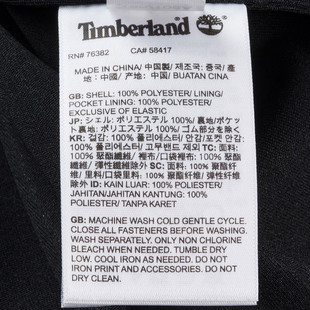 Timberland
RN# 76382 CA# 58417
MADE IN CHINA/ 中国製/ 제조국: 중국/ 產
地: 中國/ 产地: 中国/ BUATAN CINA
GB: SHELL: 100% POLYESTER/ LINING/
POCKET LINING: 100% POLYESTER/
EXCLUSIVE OF ELASTIC
JP: シェル: ポリエステル 100%/ 裏地/ ポケッ
ト裏地: ポリエステル 100%/ ゴム部分を除く
KR: 겉감: 100% 폴리에스터/ 안감/ 포켓 안감:
100% 폴리에스터/ 고무밴드 제외 TC: 面料:
100% 聚酯纖維/ 裡布/ 口袋裡布: 100% 聚酯纖
維/ 彈性纖維除外 SC: 面料: 100% 聚酯纤
维/ 里料/ 口袋里料: 100% 聚酯纤维/ 弹性纤维
除外 ID: KAIN LUAR: 100% POLIESTER/
JAHITAN/JAHITAN KANTUNG: 100%
POLIESTER/ TANPA KARET
GB: MACHINE WASH COLD GENTLE CYCLE.
CLOSE ALL FASTENERS BEFORE WASHING.
WASH SEPARATELY. ONLY NON CHLORINE
BLEACH WHEN NEEDED. TUMBLE DRY
LOW. COOL IRON IF NEEDED. DO NOT
IRON PRINT AND ACCESSORIES. DO NOT
DRY CLEAN.